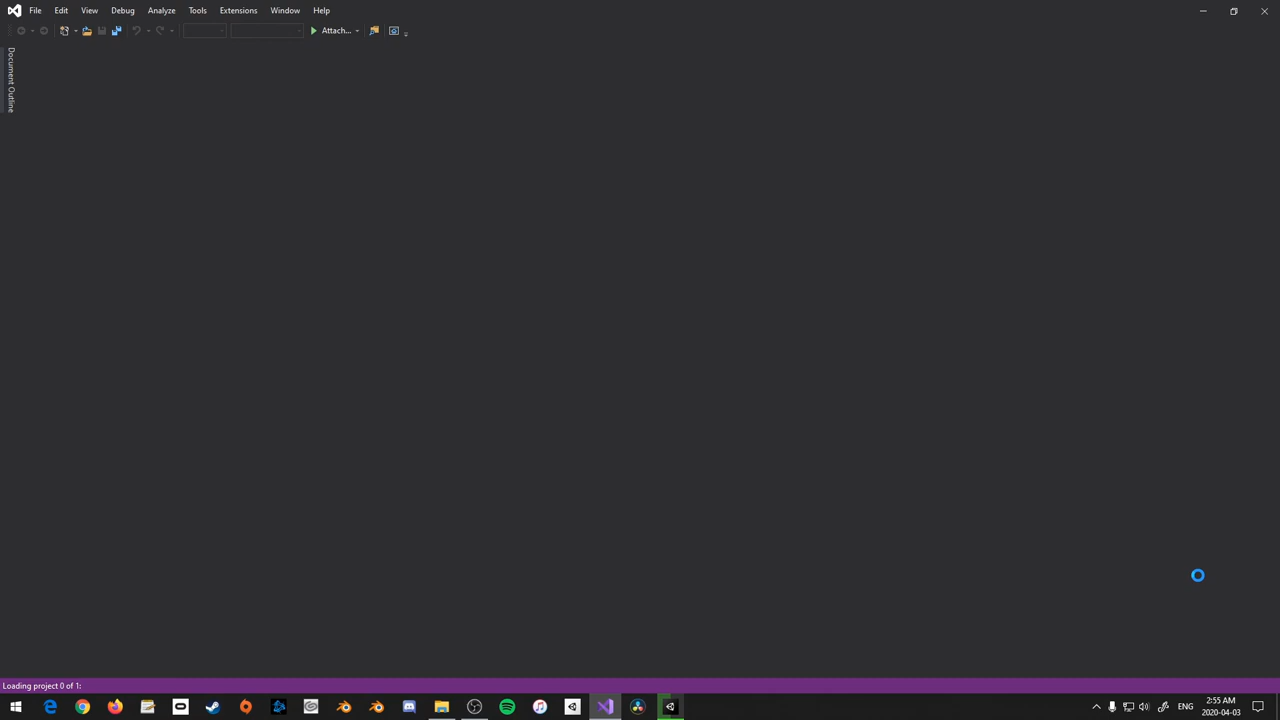 File Edit View Debug Analyze Tools Extensions Window Help
Attach...
Document Outline
Loading project 0 of 1:
ENG
2:55 AM
2020-04-03